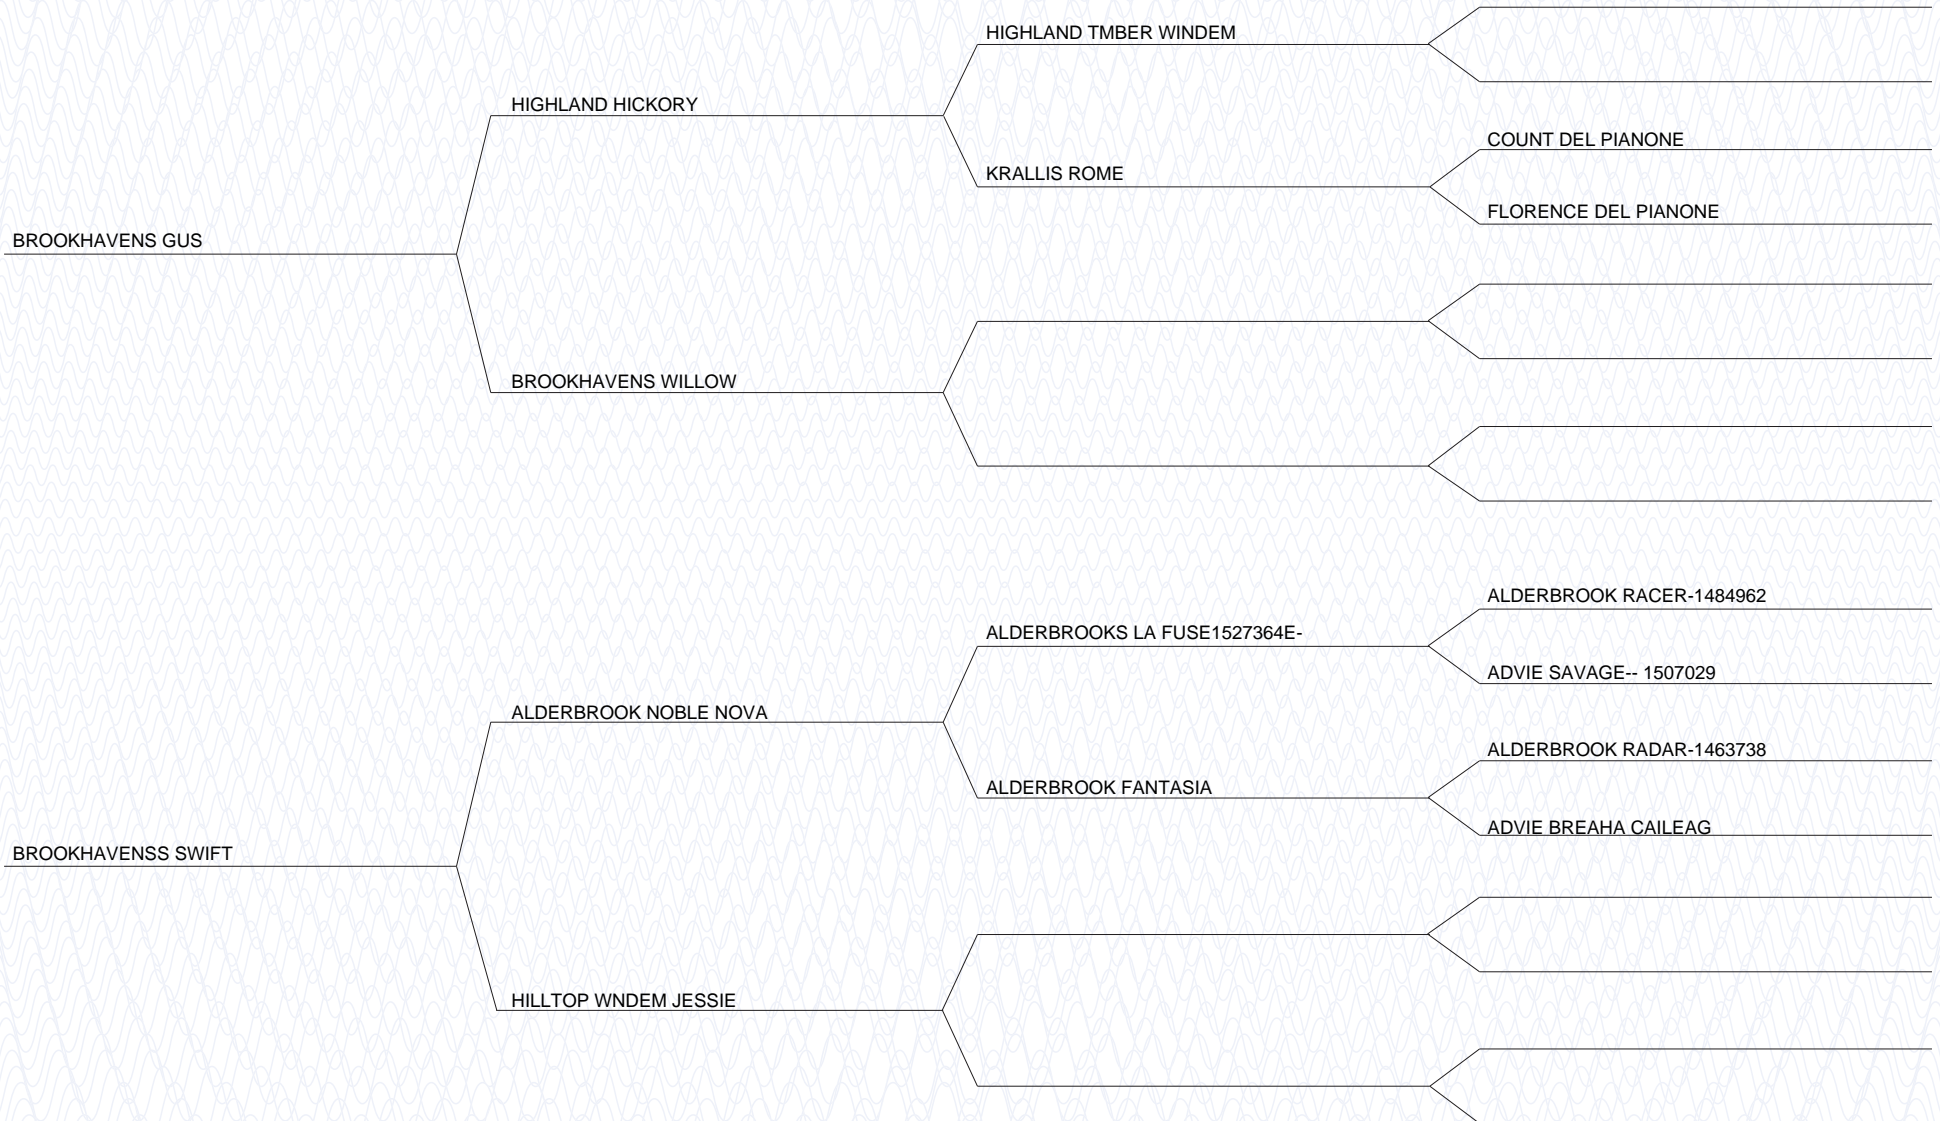 HIGHLAND TMBER WINDEM
HIGHLAND HICKORY
COUNT DEL PIANONE
KRALLIS ROME
FLORENCE DEL PIANONE
BROOKHAVENS GUS
BROOKHAVENS WILLOW
ALDERBROOK RACER-1484962
ALDERBROOKS LA FUSE1527364E-
ADVIE SAVAGE-- 1507029
ALDERBROOK NOBLE NOVA
ALDERBROOK RADAR-1463738
ALDERBROOK FANTASIA
ADVIE BREAHA CAILEAG
BROOKHAVENSS SWIFT
HILLTOP WNDEM JESSIE